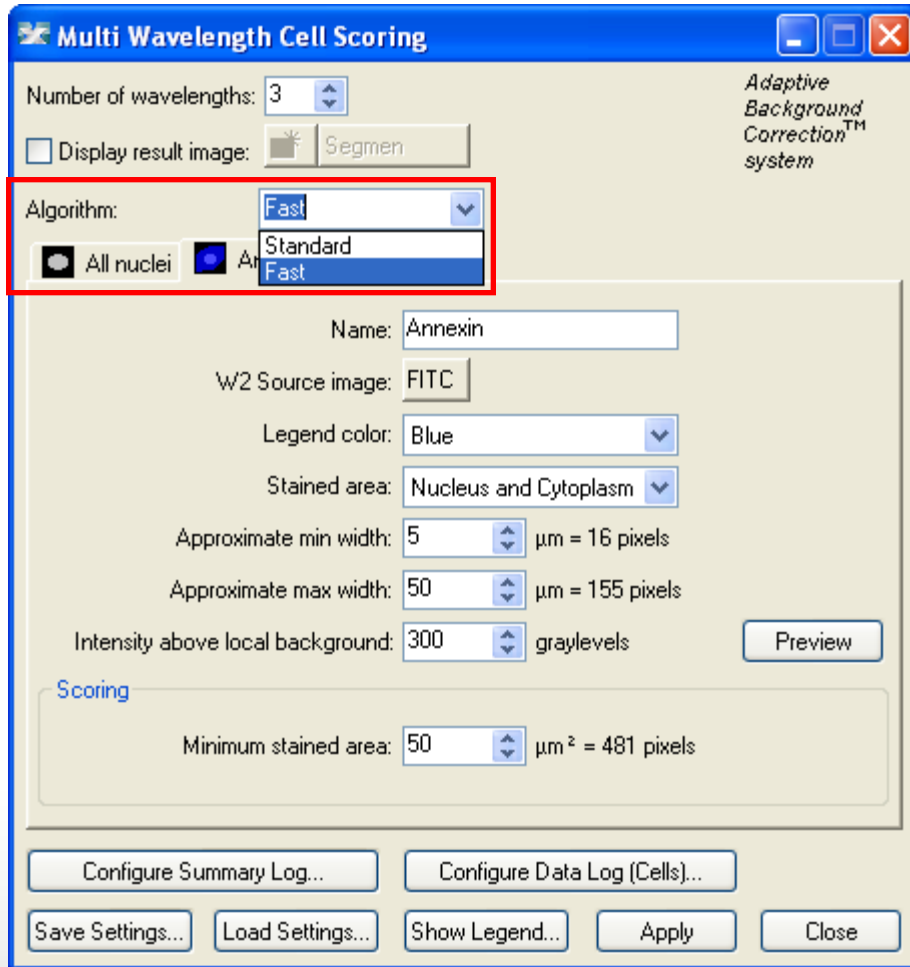 Multi Wavelength Cell Scoring
Number of wavelengths: 3
Adaptive
Background
Correction™
system
Display result image: Segmen
Algorithm: Fast
Standard
Fast
All nuclei
Name: Annexin
W2 Source image: FITC
Legend color: Blue
Stained area: Nucleus and Cytoplasm
Approximate min width: 5 µm = 16 pixels
Approximate max width: 50 µm = 155 pixels
Intensity above local background: 300 graylevels
Preview
Scoring
Minimum stained area: 50 µm² = 481 pixels
Configure Summary Log... Configure Data Log (Cells)...
Save Settings... Load Settings... Show Legend... Apply Close